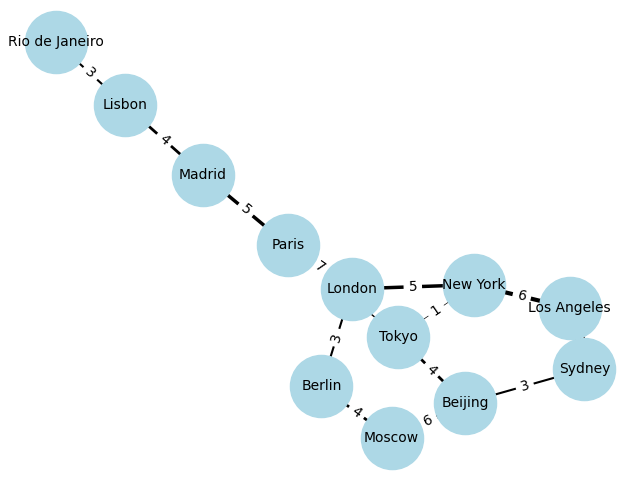 Rio de Janeiro
3
Lisbon
4
Madrid
5
Paris
7
London
5
New York
6
Los Angeles
1
Tokyo
3
4
Sydney
Berlin
3
Beijing
4
6
Moscow